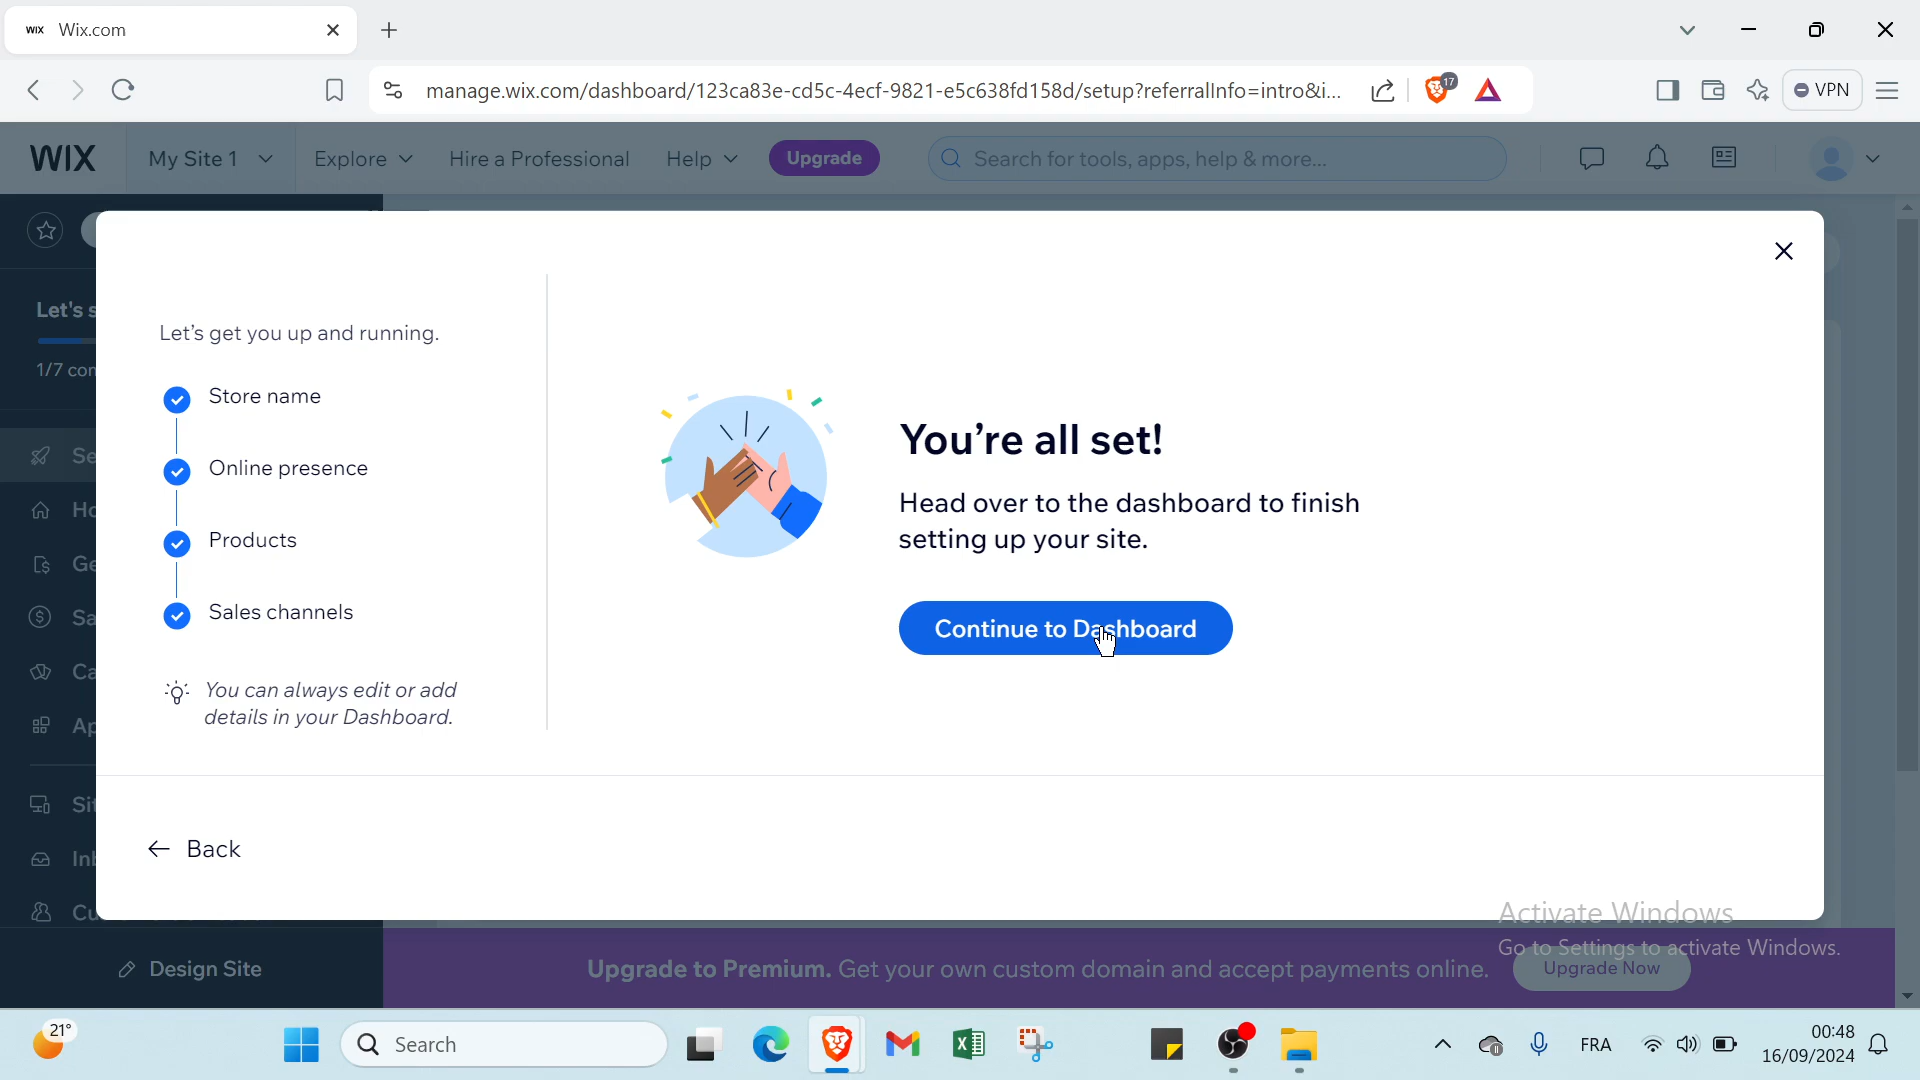 WIX Wix.com
manage.wix.com/dashboard/123ca83e-cd5c-4ecf-9821-e5c638fd158d/setup?referralInfo=intro&i...
17
VPN
WIX
My Site 1
Explore
Hire a Professional
Help
Upgrade
Search for tools, apps, help & more...
Let's s
1/7 con
Let's get you up and running.
Store name
Online presence
Products
Sales channels
You can always edit or add
details in your Dashboard.
You're all set!
Head over to the dashboard to finish
setting up your site.
Continue to Dashboard
Back
Se
Ho
Ge
Sa
Ca
Ap
Sit
Inb
Cu
Design Site
Upgrade to Premium. Get your own custom domain and accept payments online.
Upgrade Now
Activate Windows
Go to Settings to activate Windows.
21°
Search
FRA
00:48
16/09/2024